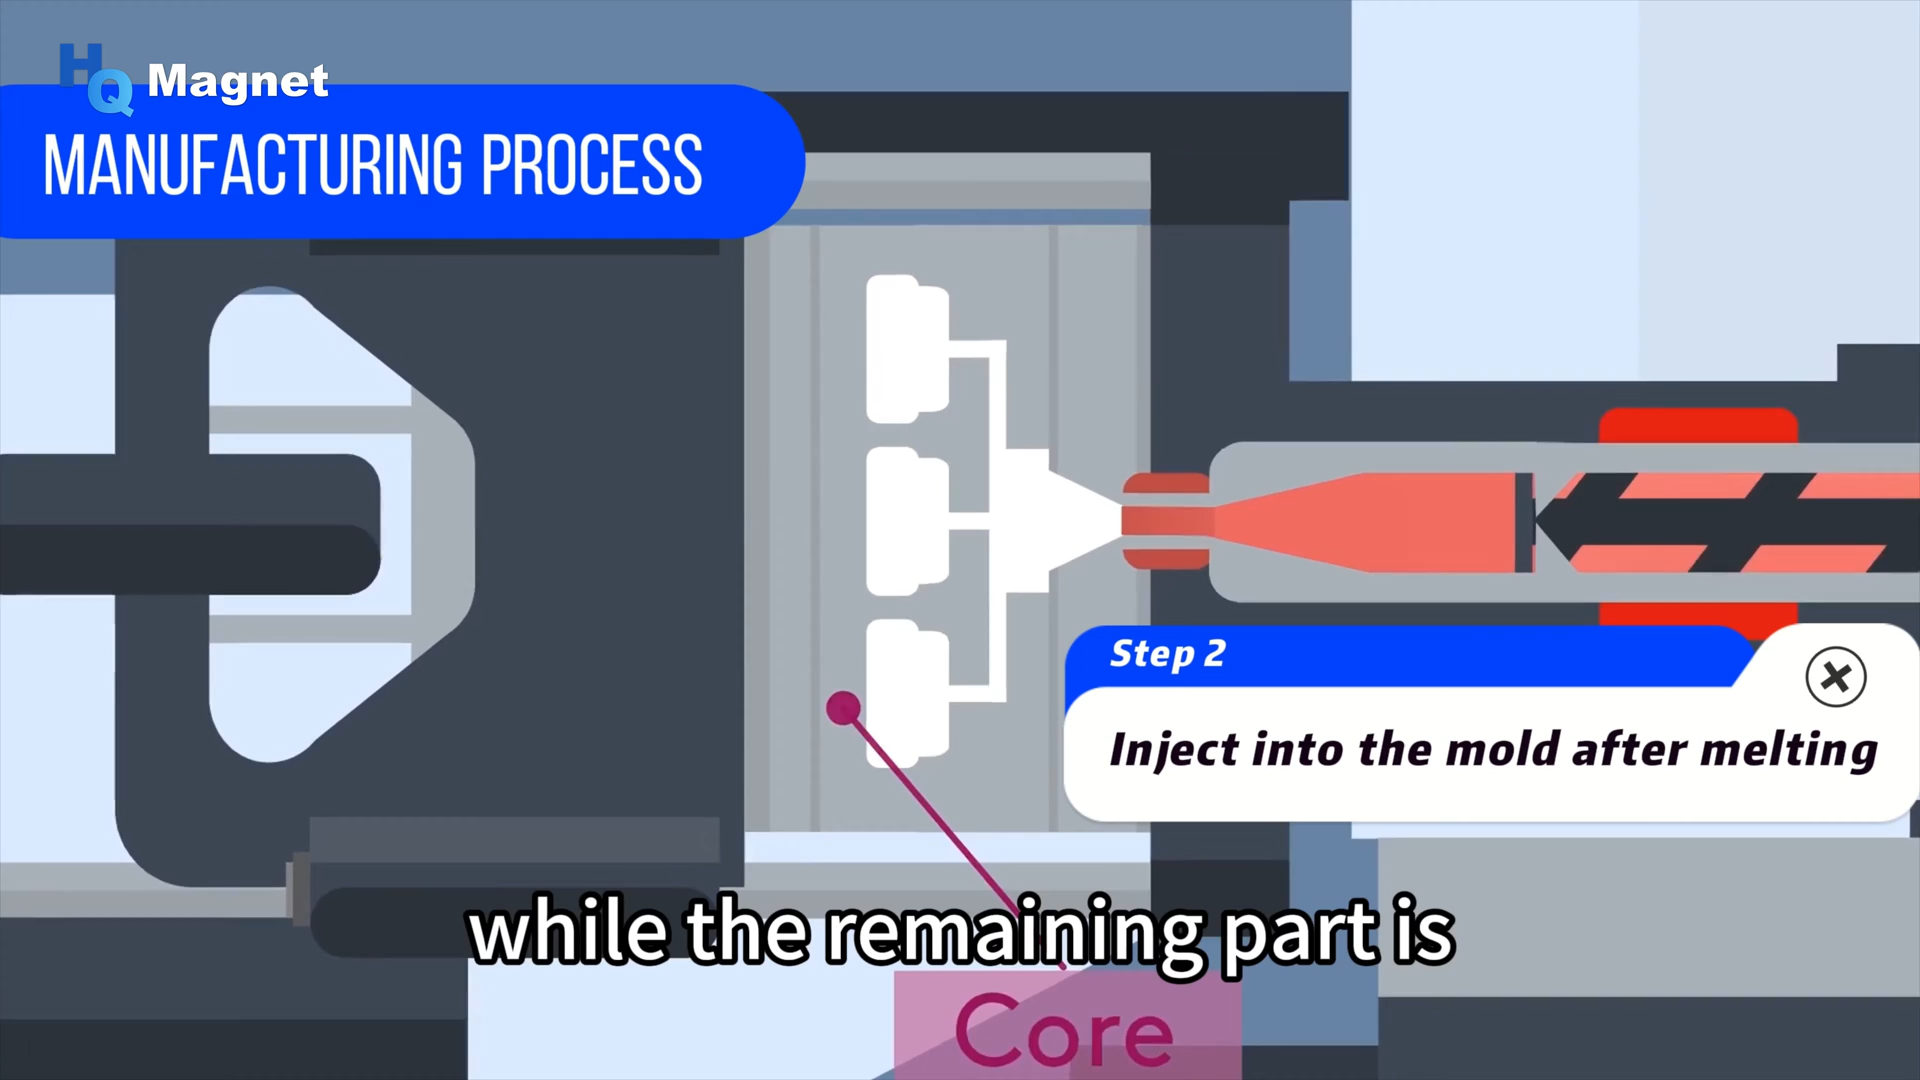 HQ Magnet
MANUFACTURING PROCESS
Step 2
Inject into the mold after melting
while the remaining part is
Core